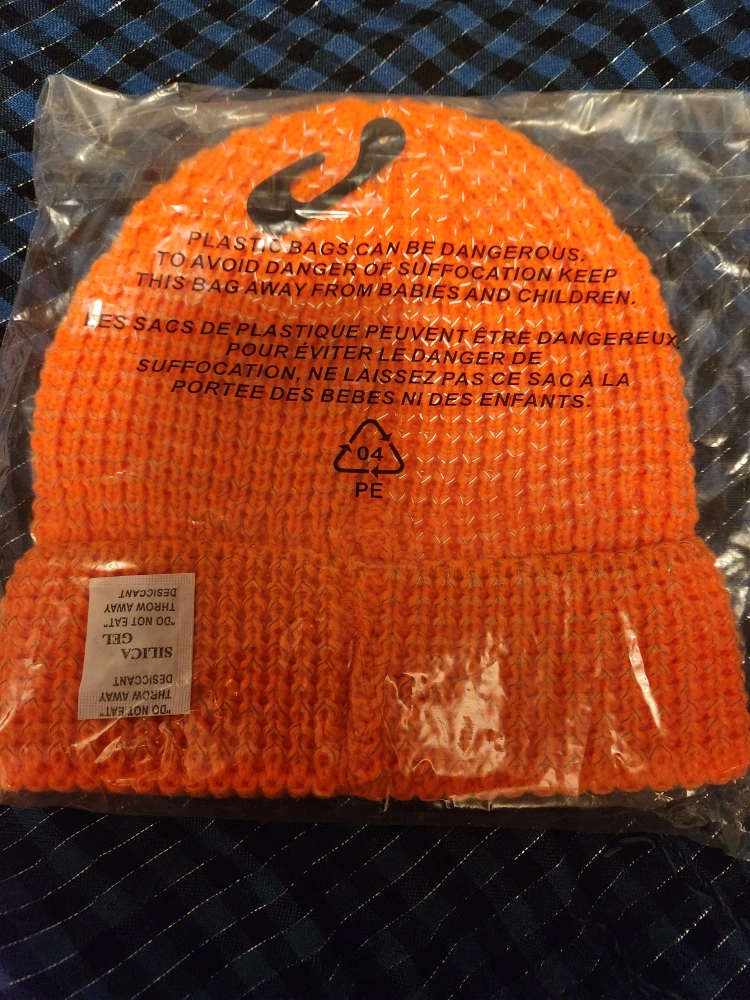 PLASTIC BAGS CAN BE DANGEROUS.
TO AVOID DANGER OF SUFFOCATION KEEP
THIS BAG AWAY FROM BABIES AND CHILDREN.
LES SACS DE PLASTIQUE PEUVENT ÊTRE DANGEREUX
POUR ÉVITER LE DANGER DE
SUFFOCATION, NE LAISSEZ PAS CE SAC À LA
PORTEE DES BEBES NI DES ENFANTS.
04
PE
"DO NOT EAT"
THROW AWAY
DESICCANT
SILICA
GEL
"DO NOT EAT"
THROW AWAY
DESICCANT